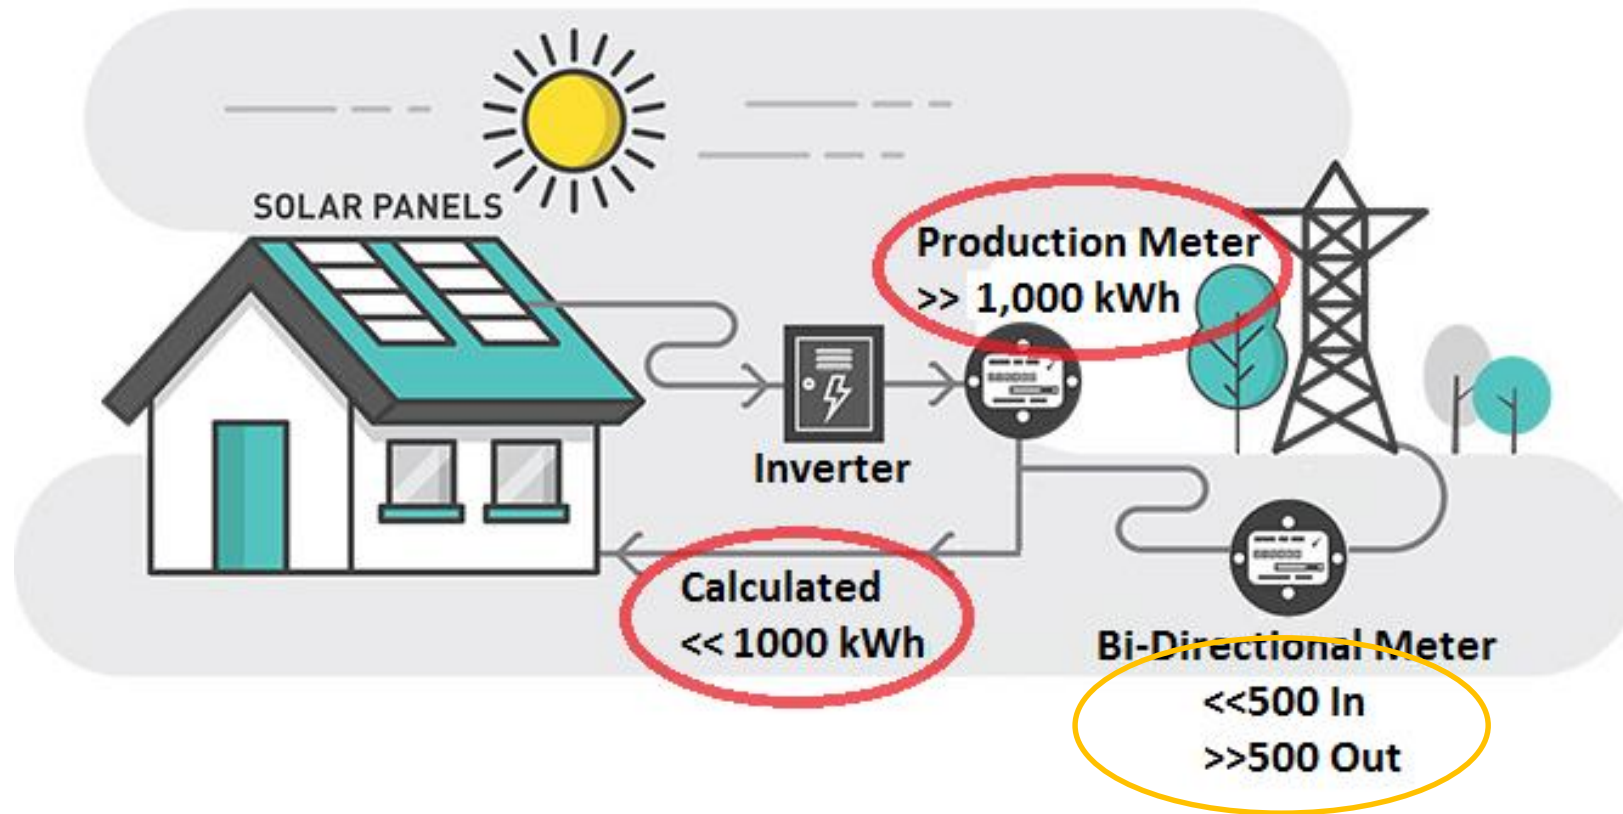 SOLAR PANELS
Production Meter
>> 1,000 kWh
Inverter
Calculated
<< 1000 kWh
Bi-Directional Meter
<<500 In
>>500 Out